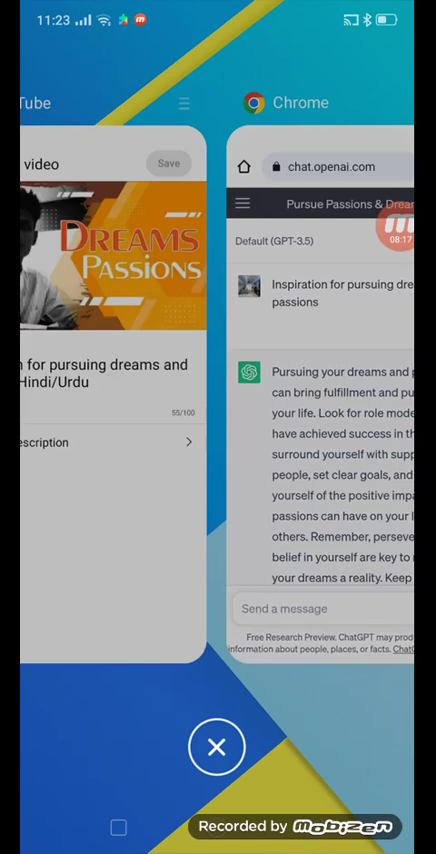 11:23
Tube
Chrome
video
Save
DREAMS
PASSIONS
for pursuing dreams and
Hindi/Urdu
55/100
escription
chat.openai.com
Pursue Passions & Drea
08:17
Default (GPT-3.5)
Inspiration for pursuing dre
passions
Pursuing your dreams and p
can bring fulfillment and pu
your life. Look for role mode
have achieved success in th
surround yourself with supp
people, set clear goals, and
yourself of the positive impa
passions can have on your l
others. Remember, perseve
belief in yourself are key to
your dreams a reality. Keep
Send a message
Free Research Preview. ChatGPT may prod
information about people, places, or facts. Chat
Recorded by mobizen